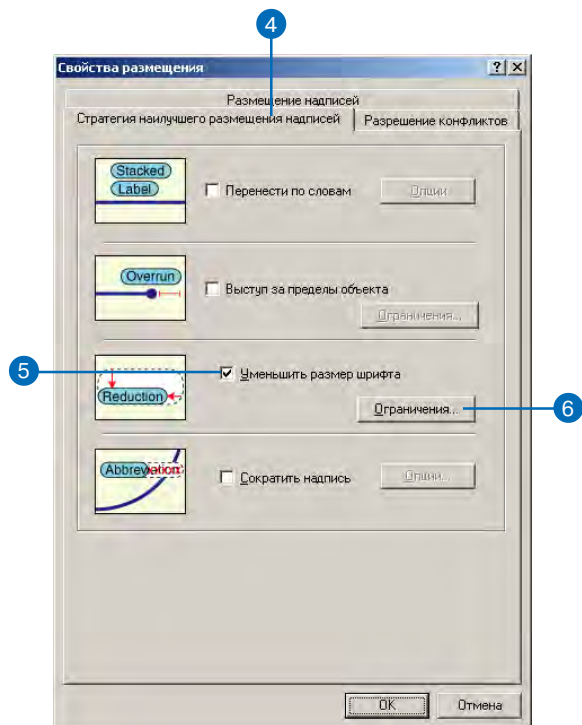 4
Свойства размещения
? ×
Размещение надписей
Стратегия наилучшего размещения надписей
Разрешение конфликтов
Stacked
Label
Перенести по словам
Опции
Overrun
Выступ за пределы объекта
Ограничения...
5
Reduction
Уменьшить размер шрифта
Ограничения...
6
Abbreviation
Сократить надпись
Опции...
OK
Отмена